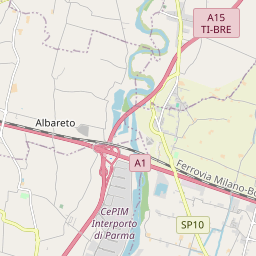 A15
TI-BRE
Albareto
A1
Ferrovia Milano-Bo
CePIM
Interporto
di Parma
SP10